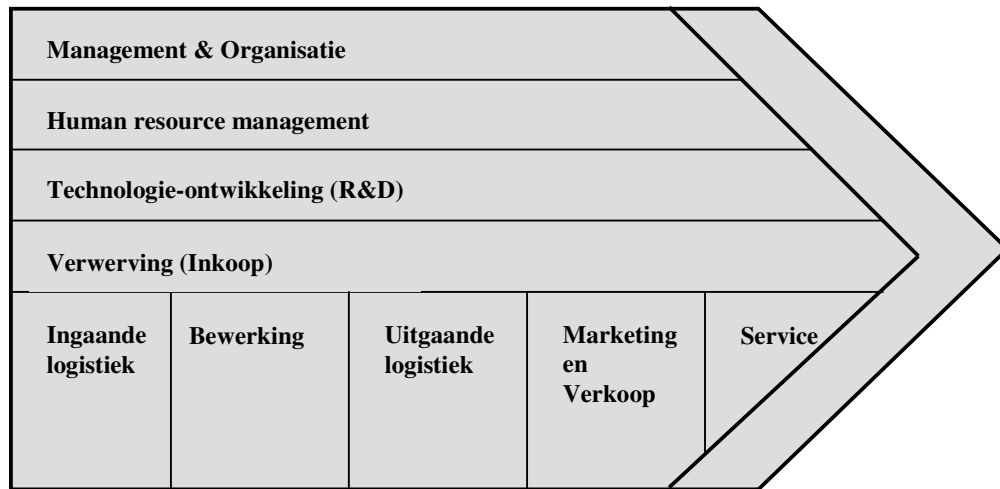 Management & Organisatie
Human resource management
Technologie-ontwikkeling (R&D)
Verwerving (Inkoop)
Ingaande
logistiek
Bewerking
Uitgaande
logistiek
Marketing
en
Verkoop
Service